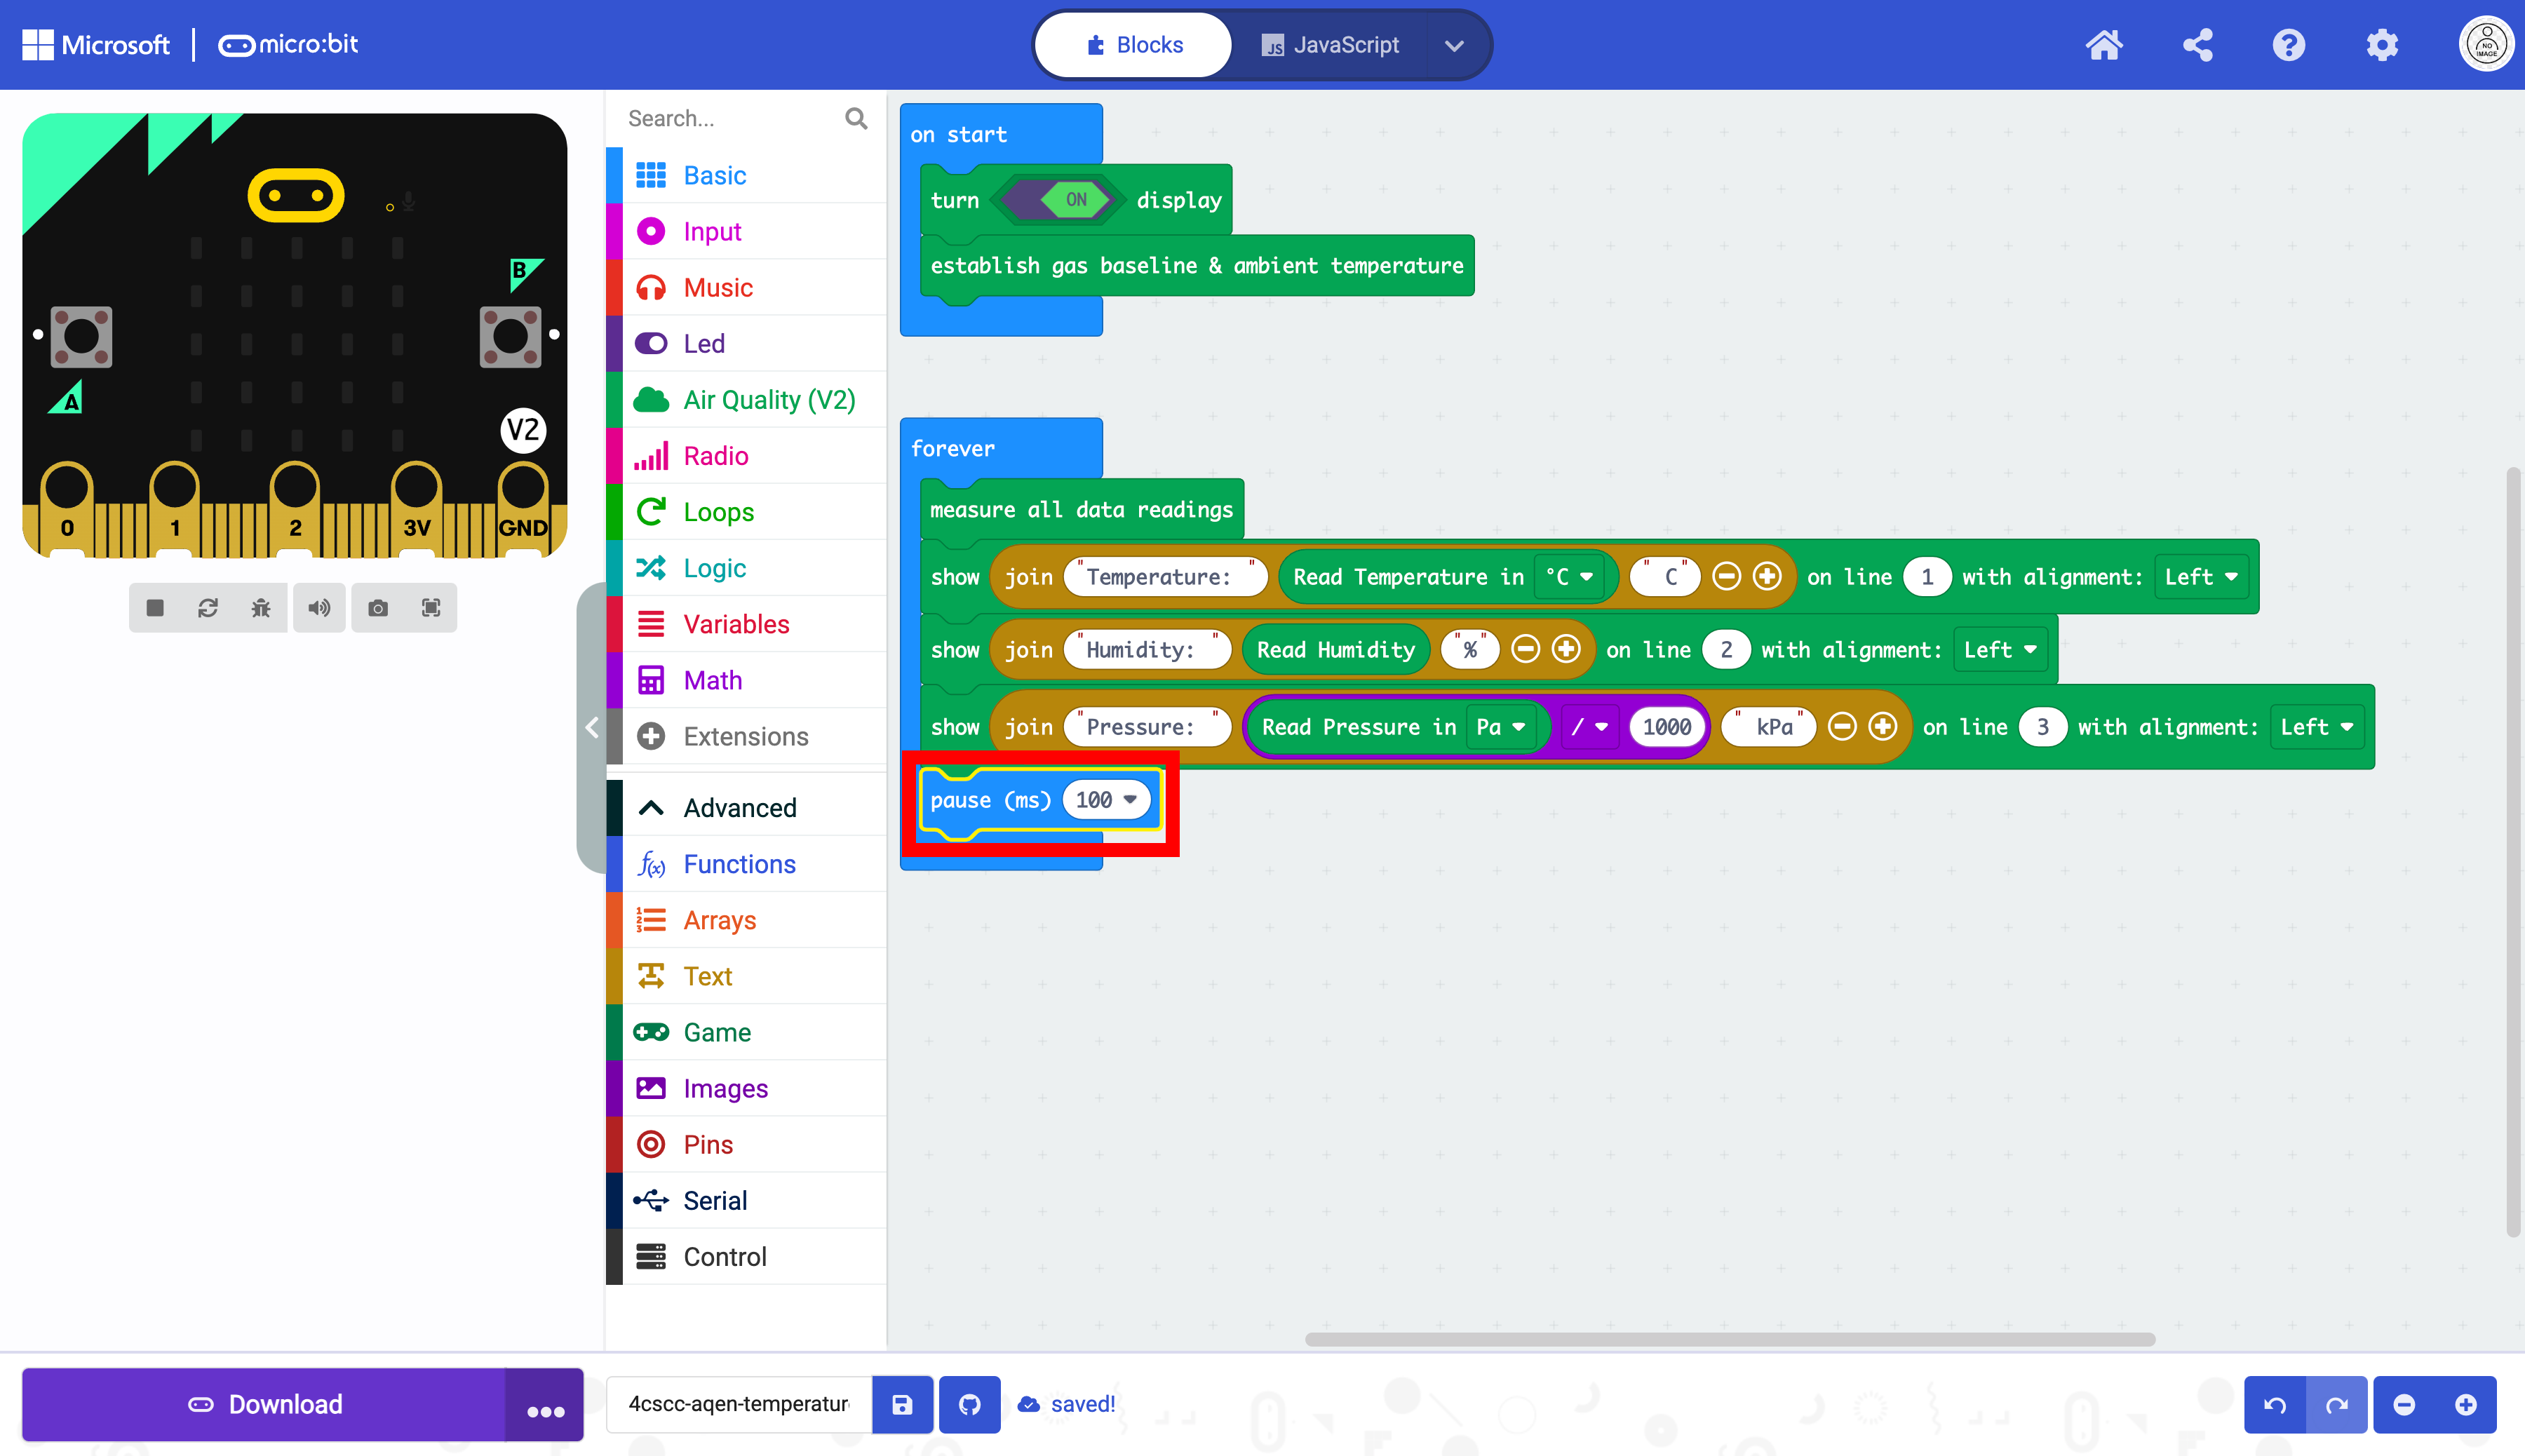 Microsoft | micro:bit
Blocks
JavaScript
NO
IMAGE
B
A
V2
0 1 2 3V GND
Search...
Basic
Input
Music
Led
Air Quality (V2)
Radio
Loops
Logic
Variables
Math
Extensions
Advanced
Functions
Arrays
Text
Game
Images
Pins
Serial
Control
on start
turn ON display
establish gas baseline & ambient temperature
forever
measure all data readings
show join "Temperature: " Read Temperature in °C " C" on line 1 with alignment: Left
show join "Humidity: " Read Humidity "%" on line 2 with alignment: Left
show join "Pressure: " Read Pressure in Pa / 1000 " kPa" on line 3 with alignment: Left
pause (ms) 100
Download
4cscc-aqen-temperatur
saved!